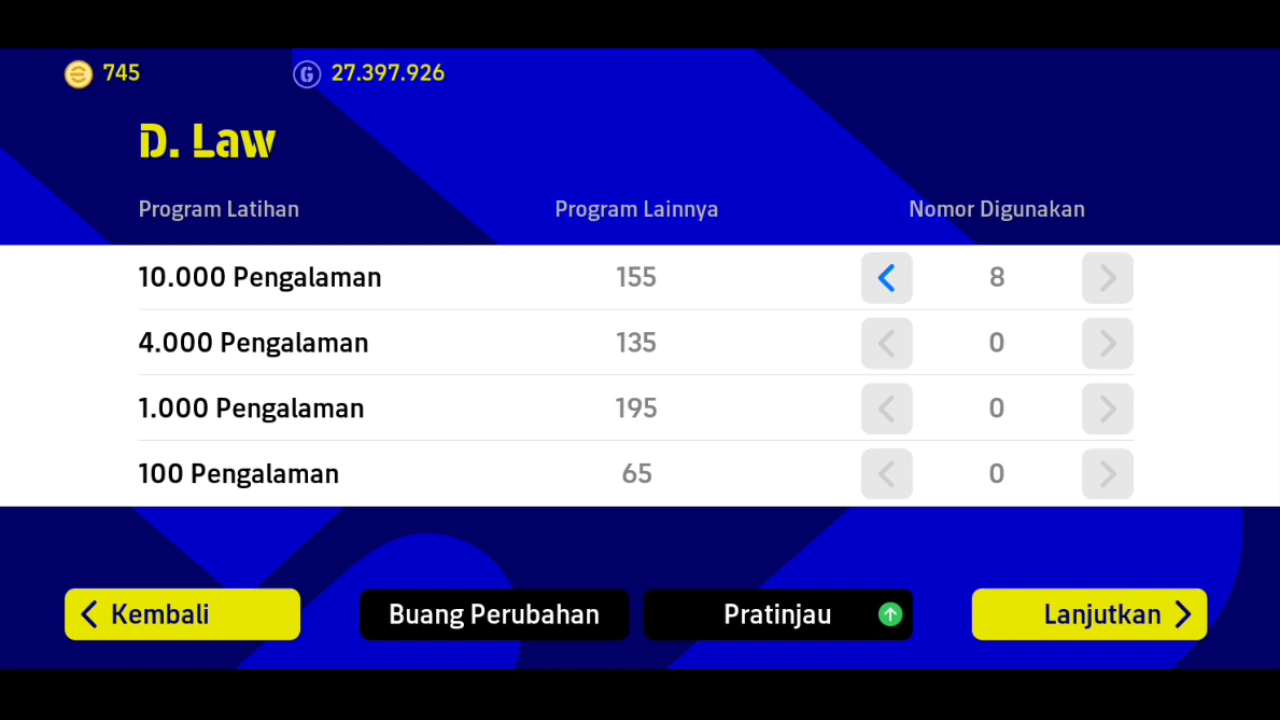 745 27.397.926
D. Law
Program Latihan Program Lainnya Nomor Digunakan
10.000 Pengalaman 155 8
4.000 Pengalaman 135 0
1.000 Pengalaman 195 0
100 Pengalaman 65 0
Kembali Buang Perubahan Pratinjau Lanjutkan